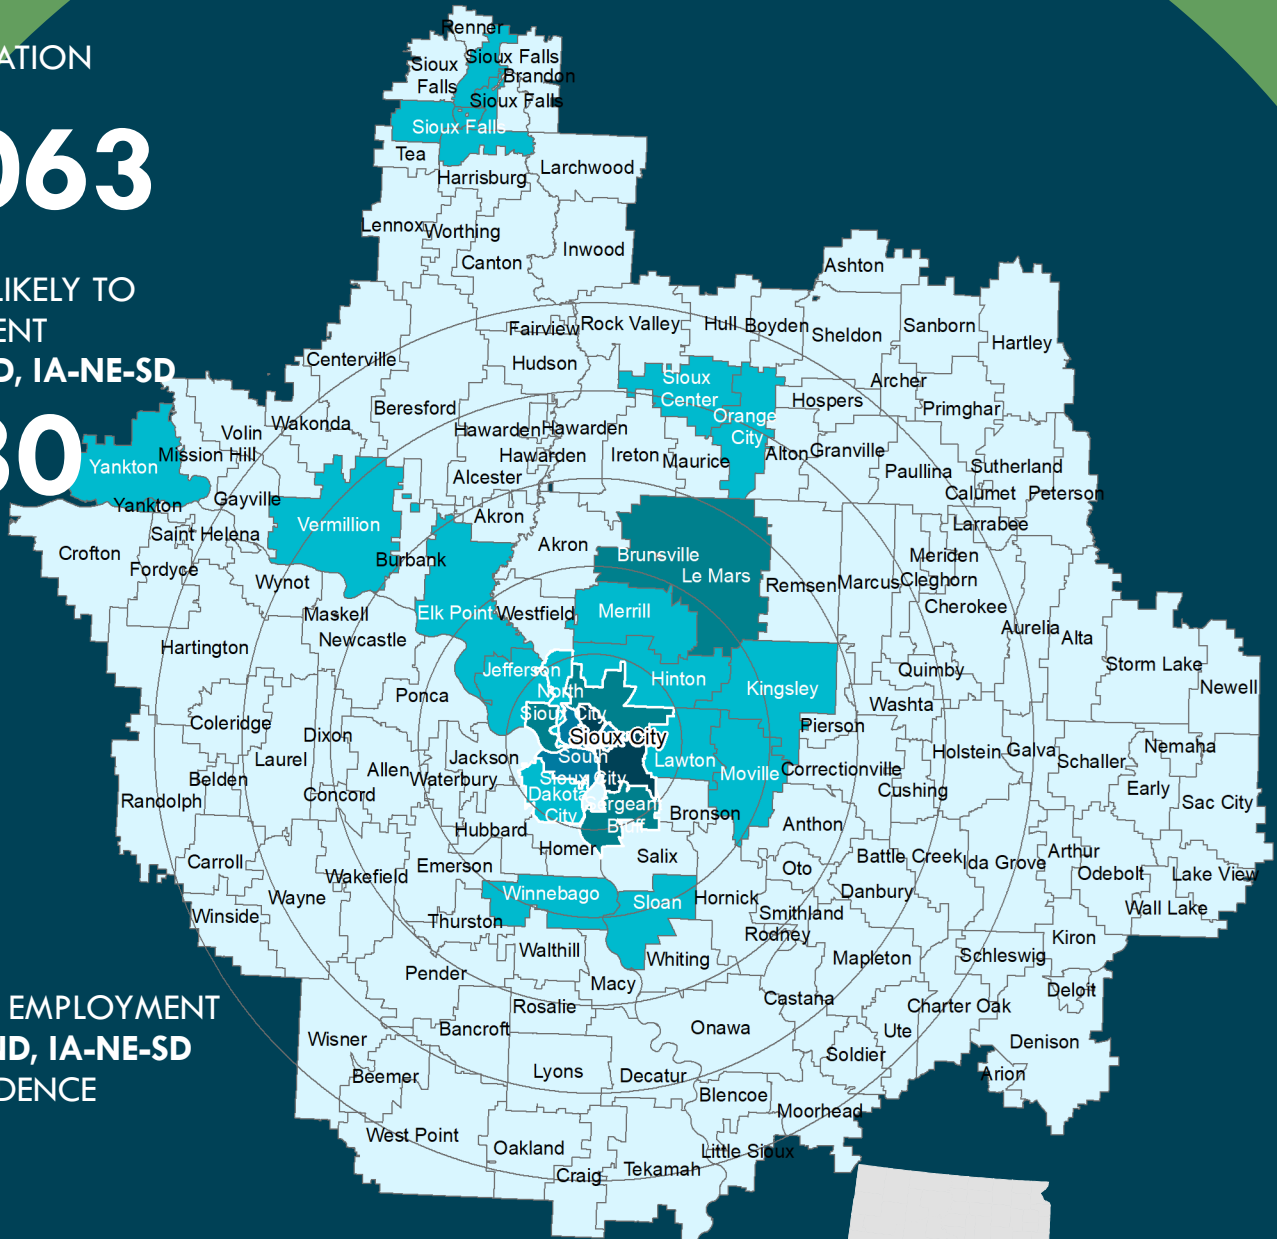 ATION
063
LIKELY TO
ENT
D, IA-NE-SD
80
EMPLOYMENT
ND, IA-NE-SD
DENCE
Renner
Sioux Falls
Sioux
Falls
Brandon
Sioux Falls
Sioux Falls
Tea
Harrisburg
Larchwood
Lennox
Worthing
Canton
Inwood
Ashton
Fairview
Rock Valley
Hull
Boyden
Sheldon
Sanborn
Hartley
Centerville
Hudson
Sioux
Center
Archer
Hospers
Primghar
Beresford
Wakonda
Orange
City
Volin
Hawarden
Hawarden
Mission Hill
Hawarden
Ireton
Maurice
Alton
Granville
Paullina
Sutherland
Yankton
Alcester
Calumet
Peterson
Yankton
Gayville
Akron
Vermillion
Larrabee
Saint Helena
Akron
Crofton
Fordyce
Burbank
Brunsville
Le Mars
Meriden
Wynot
Remsen
Marcus
Cleghorn
Maskell
Elk Point
Westfield
Merrill
Cherokee
Newcastle
Aurelia
Alta
Hartington
Jefferson
Hinton
Kingsley
Quimby
Storm Lake
Newell
Ponca
North
Sioux City
Washta
Coleridge
Dixon
Sioux City
Pierson
Laurel
Jackson
South
Sioux City
Lawton
Moville
Holstein
Galva
Schaller
Nemaha
Belden
Allen
Waterbury
Correctionville
Cushing
Early
Randolph
Concord
Dakota
City
Sergeant
Bluff
Bronson
Sac City
Hubbard
Anthon
Homer
Salix
Battle Creek
Ida Grove
Arthur
Carroll
Emerson
Oto
Odebolt
Lake View
Wakefield
Wayne
Winnebago
Sloan
Hornick
Danbury
Winside
Thurston
Smithland
Wall Lake
Rodney
Kiron
Walthill
Whiting
Mapleton
Schleswig
Pender
Macy
Deloit
Rosalie
Castana
Charter Oak
Bancroft
Onawa
Ute
Wisner
Soldier
Denison
Beemer
Lyons
Decatur
Arion
Blencoe
Moorhead
West Point
Oakland
Little Sioux
Craig
Tekamah